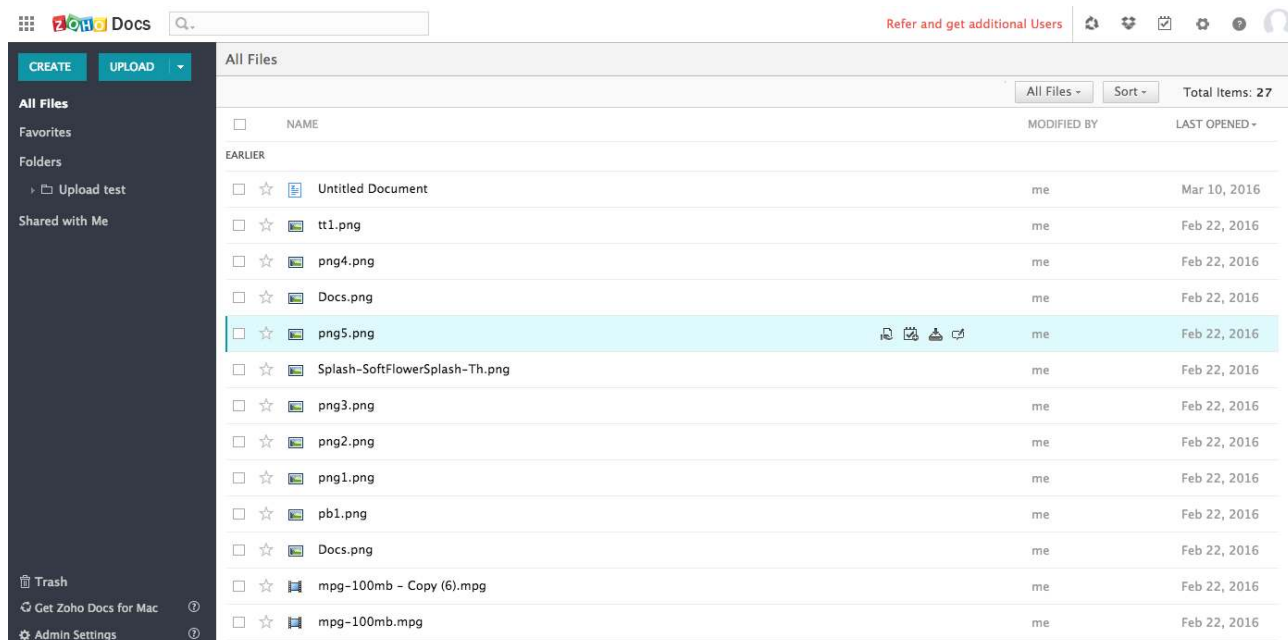 ZOHO Docs
Refer and get additional Users
CREATE UPLOAD
All Files
Favorites
Folders
Upload test
Shared with Me
Trash
Get Zoho Docs for Mac
Admin Settings
All Files
All Files Sort Total Items: 27
NAME MODIFIED BY LAST OPENED
EARLIER
Untitled Document me Mar 10, 2016
tt1.png me Feb 22, 2016
png4.png me Feb 22, 2016
Docs.png me Feb 22, 2016
png5.png me Feb 22, 2016
Splash-SoftFlowerSplash-Th.png me Feb 22, 2016
png3.png me Feb 22, 2016
png2.png me Feb 22, 2016
png1.png me Feb 22, 2016
pb1.png me Feb 22, 2016
Docs.png me Feb 22, 2016
mpg-100mb - Copy (6).mpg me Feb 22, 2016
mpg-100mb.mpg me Feb 22, 2016